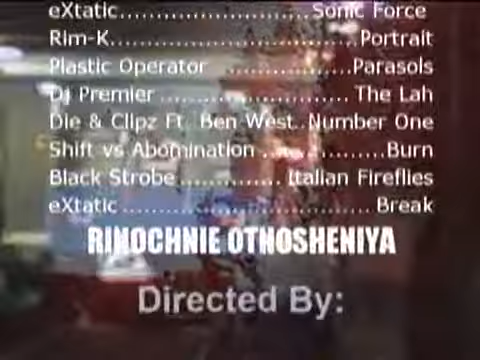 eXtatic..............................Sonic Force
Rim-K......................................Portrait
Plastic Operator ...................Parasols
DJ Premier............................. The Lah
Die & Clipz Ft. Ben West..Number One
Shift vs Abomination ...................Burn
Black Strobe................ Italian Fireflies
eXtatic...................................... Break
RINOCHNIE OTNOSHENIYA
Directed By: